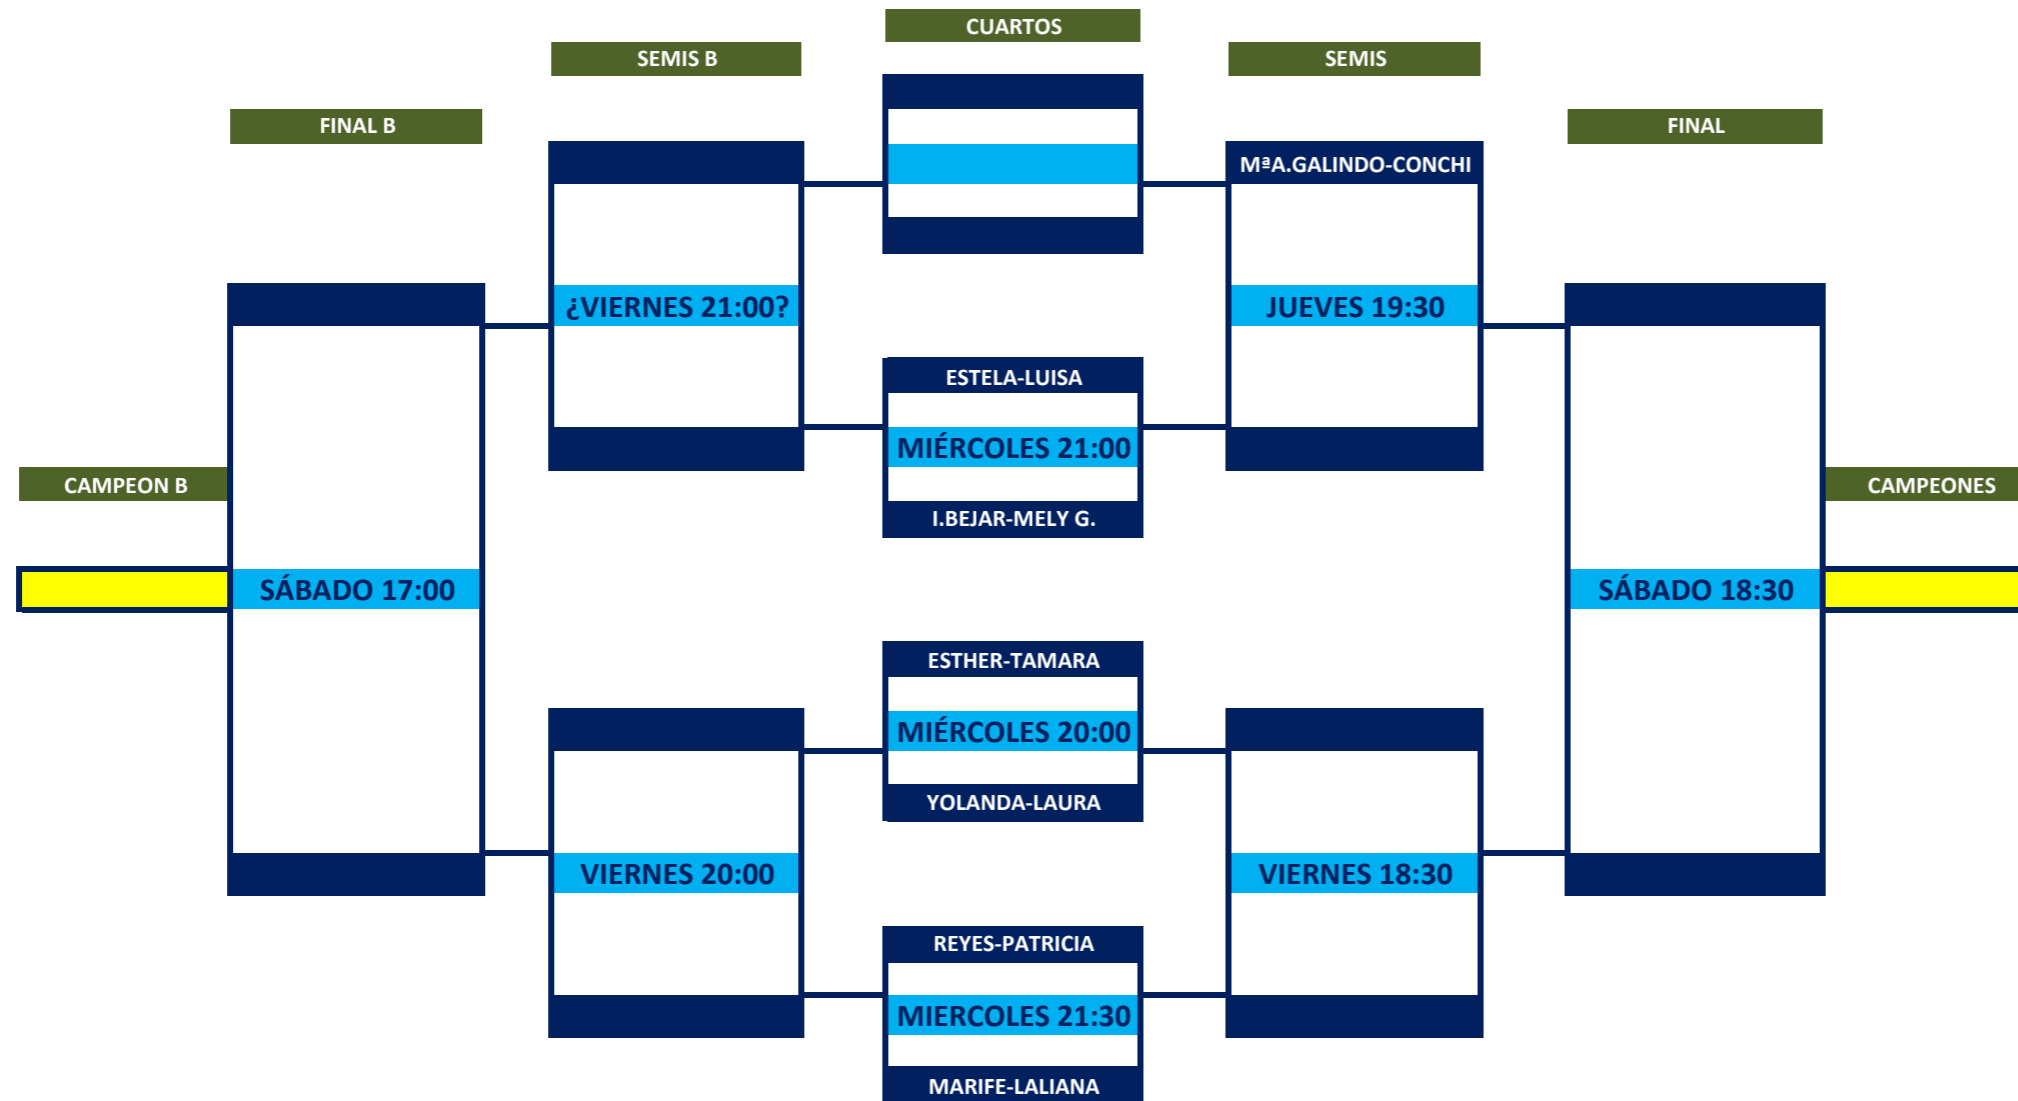 CUARTOS
SEMIS B
SEMIS
FINAL B
FINAL
MªA.GALINDO-CONCHI
¿VIERNES 21:00?
JUEVES 19:30
ESTELA-LUISA
MIÉRCOLES 21:00
CAMPEON B
CAMPEONES
I.BEJAR-MELY G.
SÁBADO 17:00
SÁBADO 18:30
ESTHER-TAMARA
MIÉRCOLES 20:00
YOLANDA-LAURA
VIERNES 20:00
VIERNES 18:30
REYES-PATRICIA
MIERCOLES 21:30
MARIFE-LALIANA